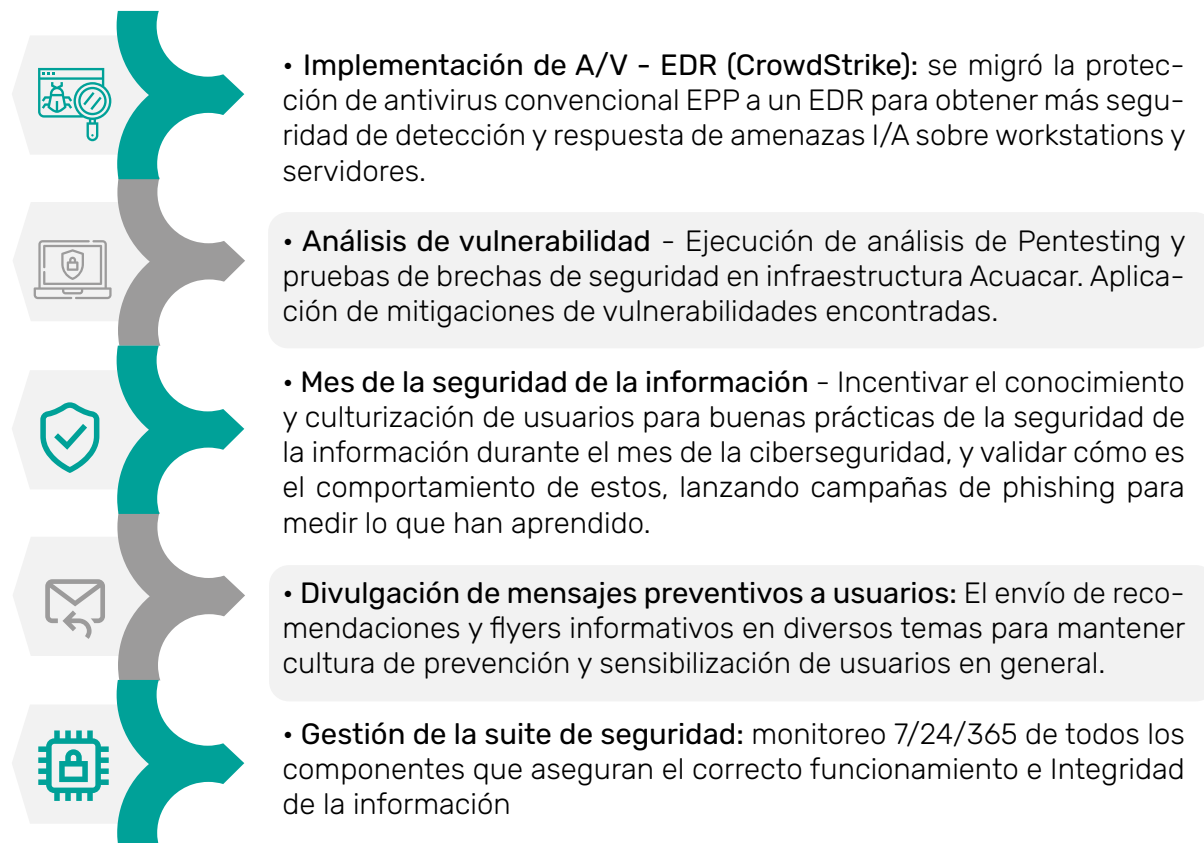 • Implementación de A/V - EDR (CrowdStrike): se migró la protec-
ción de antivirus convencional EPP a un EDR para obtener más segu-
ridad de detección y respuesta de amenazas I/A sobre workstations y
servidores.
• Análisis de vulnerabilidad - Ejecución de análisis de Pentesting y
pruebas de brechas de seguridad en infraestructura Acuacar. Aplica-
ción de mitigaciones de vulnerabilidades encontradas.
• Mes de la seguridad de la información - Incentivar el conocimiento
y culturización de usuarios para buenas prácticas de la seguridad de
la información durante el mes de la ciberseguridad, y validar cómo es
el comportamiento de estos, lanzando campañas de phishing para
medir lo que han aprendido.
• Divulgación de mensajes preventivos a usuarios: El envío de reco-
mendaciones y flyers informativos en diversos temas para mantener
cultura de prevención y sensibilización de usuarios en general.
• Gestión de la suite de seguridad: monitoreo 7/24/365 de todos los
componentes que aseguran el correcto funcionamiento e Integridad
de la información